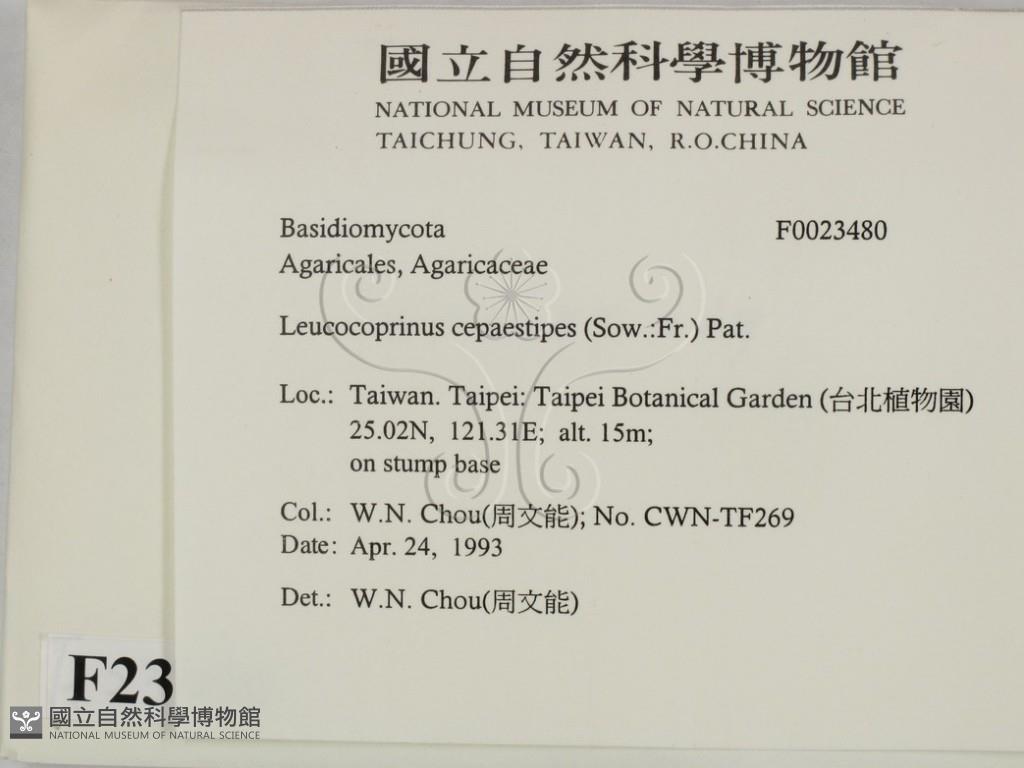 國立自然科學博物館
NATIONAL MUSEUM OF NATURAL SCIENCE
TAICHUNG, TAIWAN, R.O.CHINA
Basidiomycota F0023480
Agaricales, Agaricaceae
Leucocoprinus cepaestipes (Sow.:Fr.) Pat.
Loc.: Taiwan. Taipei: Taipei Botanical Garden (台北植物園)
25.02N, 121.31E; alt. 15m;
on stump base
Col.: W.N. Chou(周文能); No. CWN-TF269
Date: Apr. 24, 1993
Det.: W.N. Chou(周文能)
F23
國立自然科學博物館
NATIONAL MUSEUM OF NATURAL SCIENCE